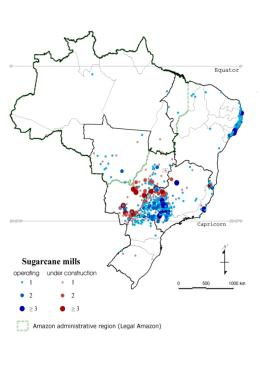 Equator
Capricorn
Sugarcane mills
operating under construction
1 1
2 2
≥ 3 ≥ 3
0 500 1000 km
Amazon administrative region (Legal Amazon)